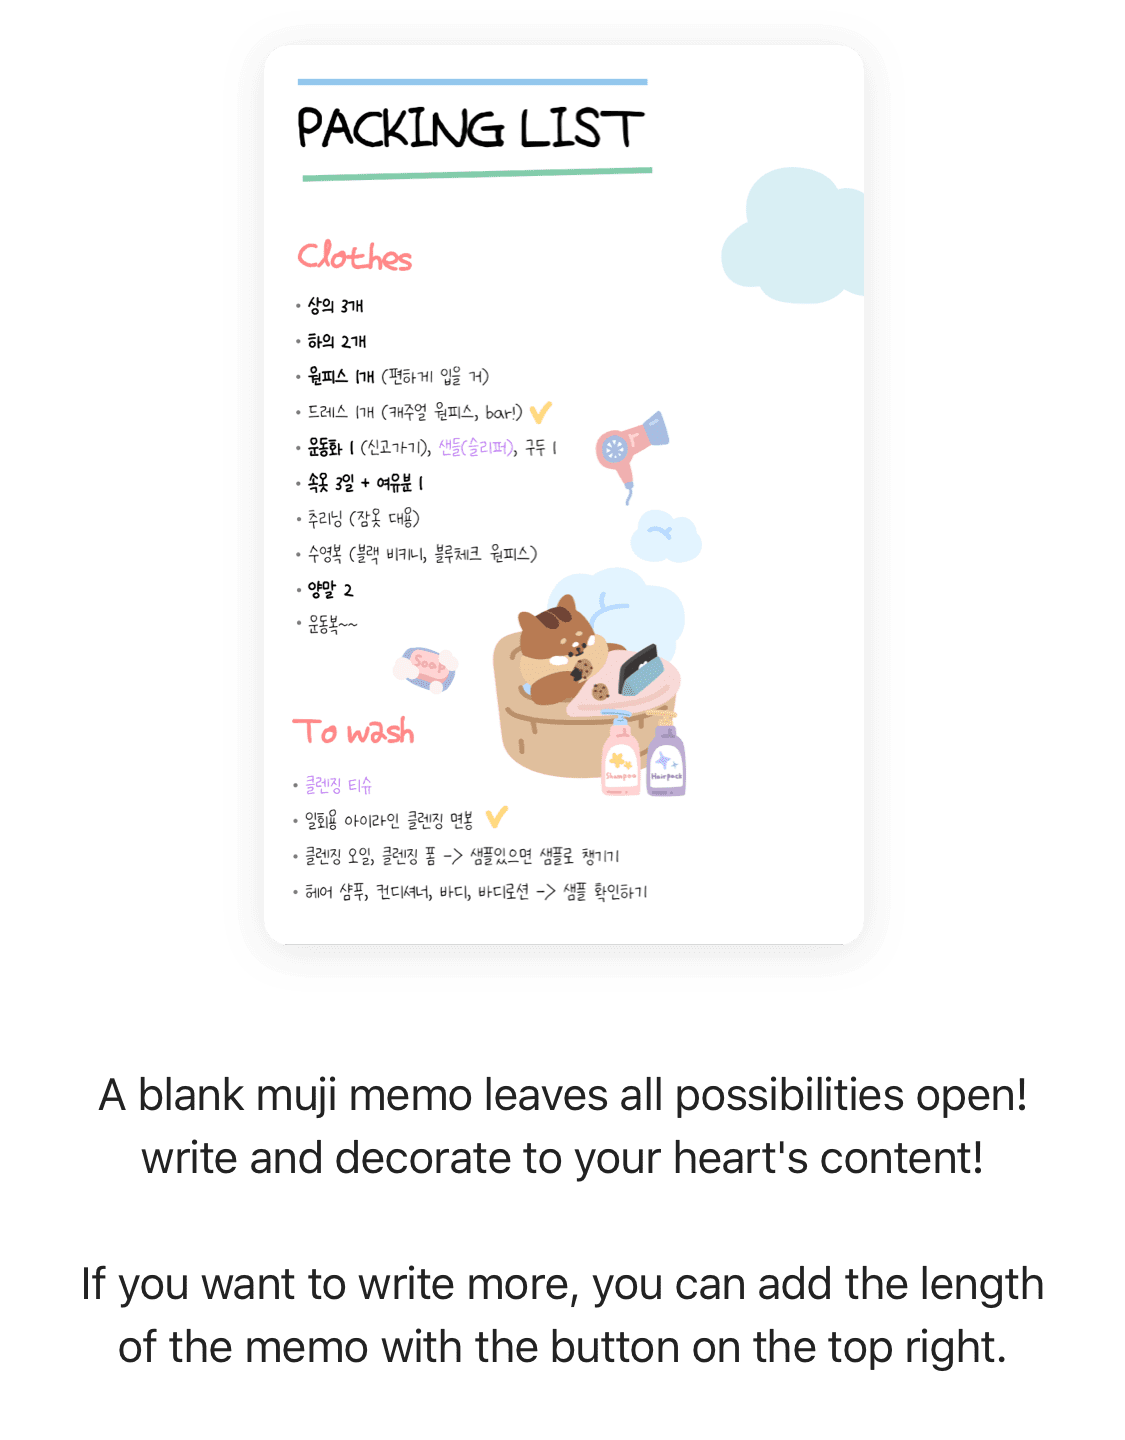 PACKING LIST
Clothes
• 상의 3개
• 하의 2개
• 원피스 1개 (편하게 입을 거)
• 드레스 1개 (캐주얼 원피스, bar!)
• 운동화 1 (신고가기), 샌들(슬리퍼), 구두 1
• 속옷 3일 + 여유분 1
• 추리닝 (잠옷 대용)
• 수영복 (블랙 비키니, 블루체크 원피스)
• 양말 2
• 운동복~~
Soap
To wash
Shampoo
Hairpack
• 클렌징 티슈
• 일회용 아이라인 클렌징 면봉
• 클렌징 오일, 클렌징 폼 -> 샘플있으면 샘플로 챙기기
• 헤어 샴푸, 컨디셔너, 바디, 바디로션 -> 샘플 확인하기
A blank muji memo leaves all possibilities open!
write and decorate to your heart's content!
If you want to write more, you can add the length
of the memo with the button on the top right.